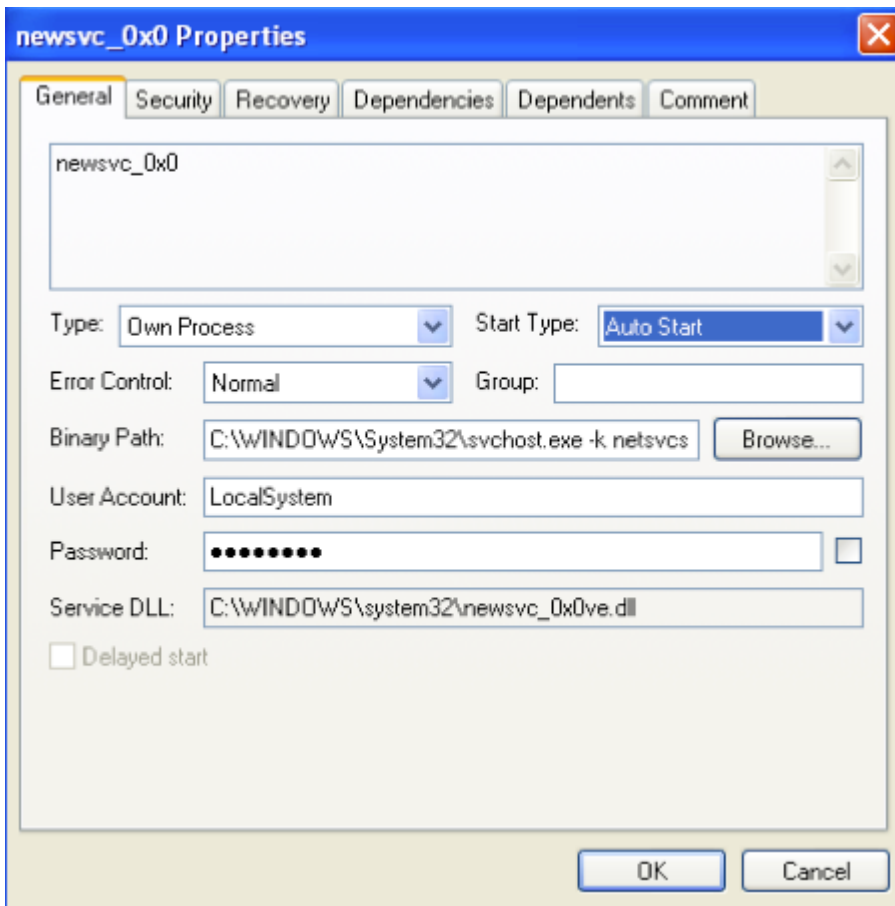 newsvc_0x0 Properties
General Security Recovery Dependencies Dependents Comment
newsvc_0x0
Type: Own Process Start Type: Auto Start
Error Control: Normal Group:
Binary Path: C:\WINDOWS\System32\svchost.exe -k netsvcs Browse...
User Account: LocalSystem
Password: ●●●●●●●●
Service DLL: C:\WINDOWS\system32\newsvc_0x0ve.dll
Delayed start
OK Cancel